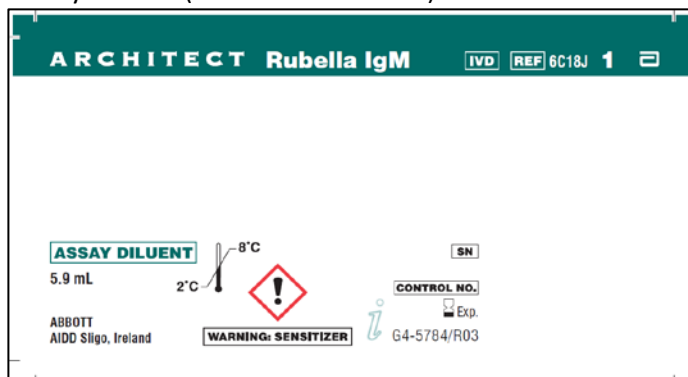 ARCHITECT Rubella IgM IVD REF 6C18J 1
ASSAY DILUENT
5.9 mL
8°C
2°C
ABBOTT
AIDD Sligo, Ireland
WARNING: SENSITIZER
SN
CONTROL NO.
Exp.
i G4-5784/R03